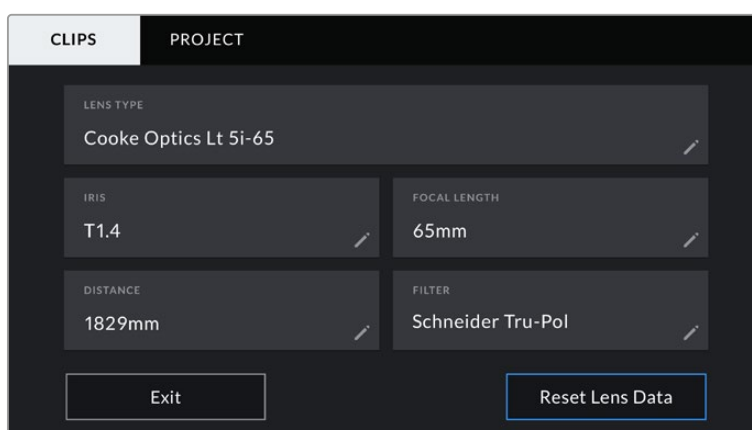 CLIPS PROJECT
LENS TYPE
Cooke Optics Lt 5i-65
IRIS
T1.4
FOCAL LENGTH
65mm
DISTANCE
1829mm
FILTER
Schneider Tru-Pol
Exit
Reset Lens Data